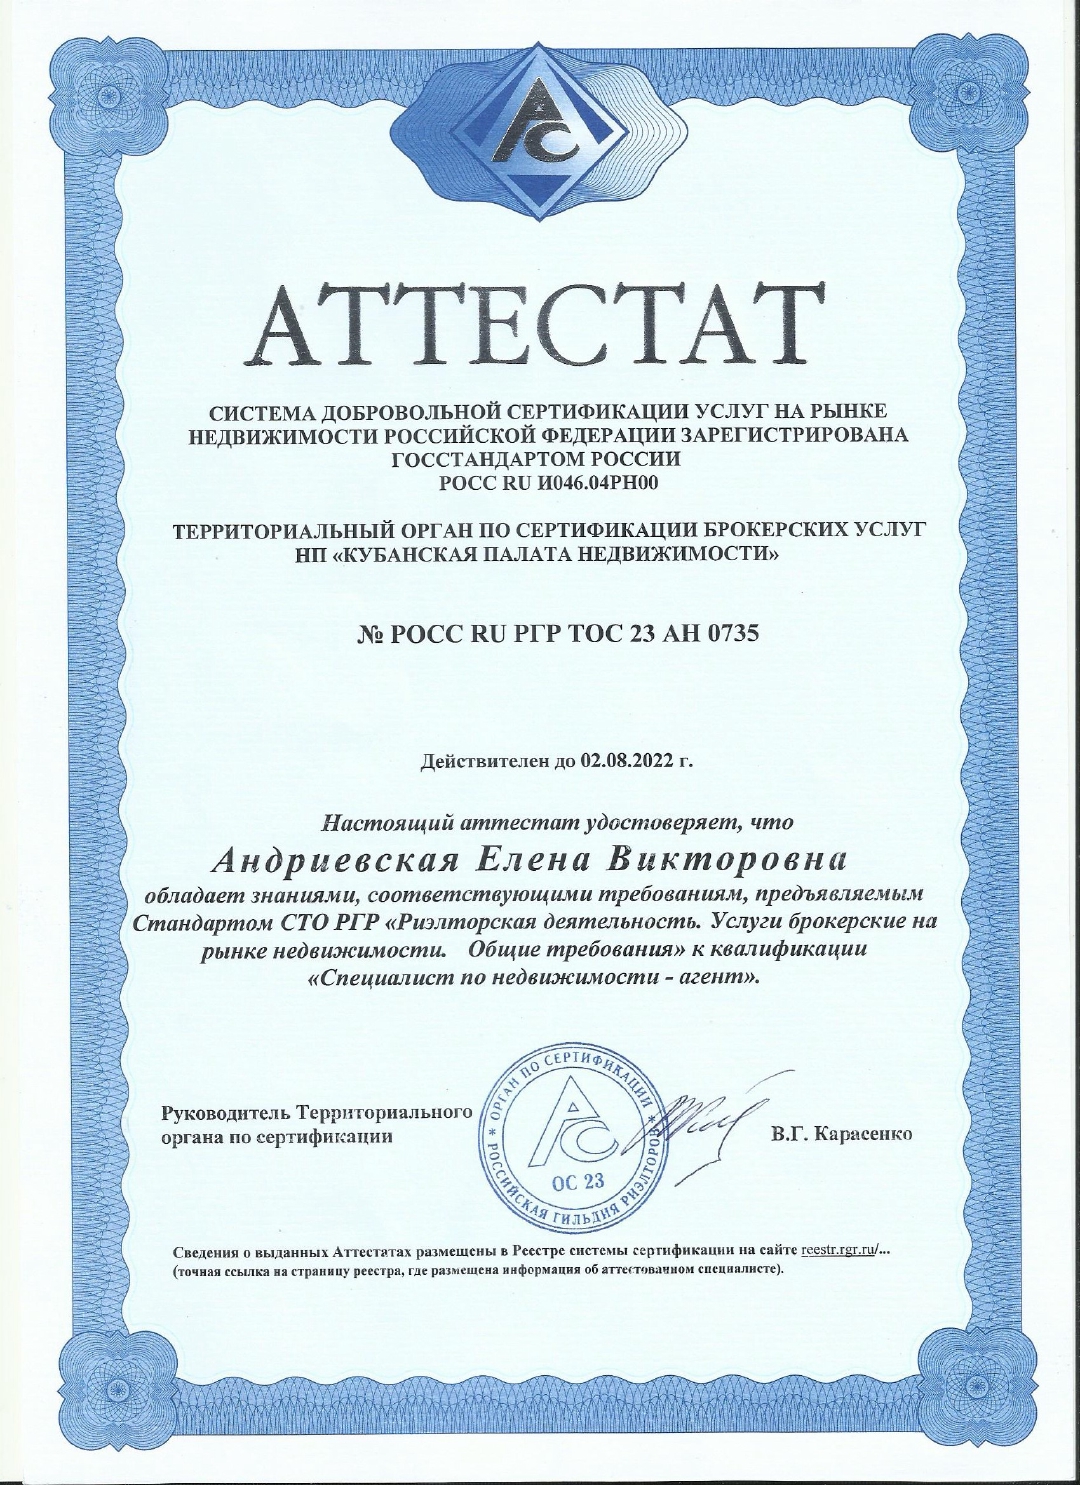 АС
АТТЕСТАТ
СИСТЕМА ДОБРОВОЛЬНОЙ СЕРТИФИКАЦИИ УСЛУГ НА РЫНКЕ
НЕДВИЖИМОСТИ РОССИЙСКОЙ ФЕДЕРАЦИИ ЗАРЕГИСТРИРОВАНА
ГОССТАНДАРТОМ РОССИИ
РОСС RU И046.04РН00
ТЕРРИТОРИАЛЬНЫЙ ОРГАН ПО СЕРТИФИКАЦИИ БРОКЕРСКИХ УСЛУГ
НП «КУБАНСКАЯ ПАЛАТА НЕДВИЖИМОСТИ»
№ РОСС RU РГР ТОС 23 АН 0735
Действителен до 02.08.2022 г.
Настоящий аттестат удостоверяет, что
Андриевская Елена Викторовна
обладает знаниями, соответствующими требованиям, предъявляемым
Стандартом СТО РГР «Риэлторская деятельность. Услуги брокерские на
рынке недвижимости. Общие требования» к квалификации
«Специалист по недвижимости - агент».
Руководитель Территориального
органа по сертификации
* ОРГАН ПО СЕРТИФИКАЦИИ *
РОССИЙСКАЯ ГИЛЬДИЯ РИЭЛТОРОВ
АС
ОС 23
В.Г. Карасенко
Сведения о выданных Аттестатах размещены в Реестре системы сертификации на сайте reestr.rgr.ru/...
(точная ссылка на страницу реестра, где размещена информация об аттестованном специалисте).